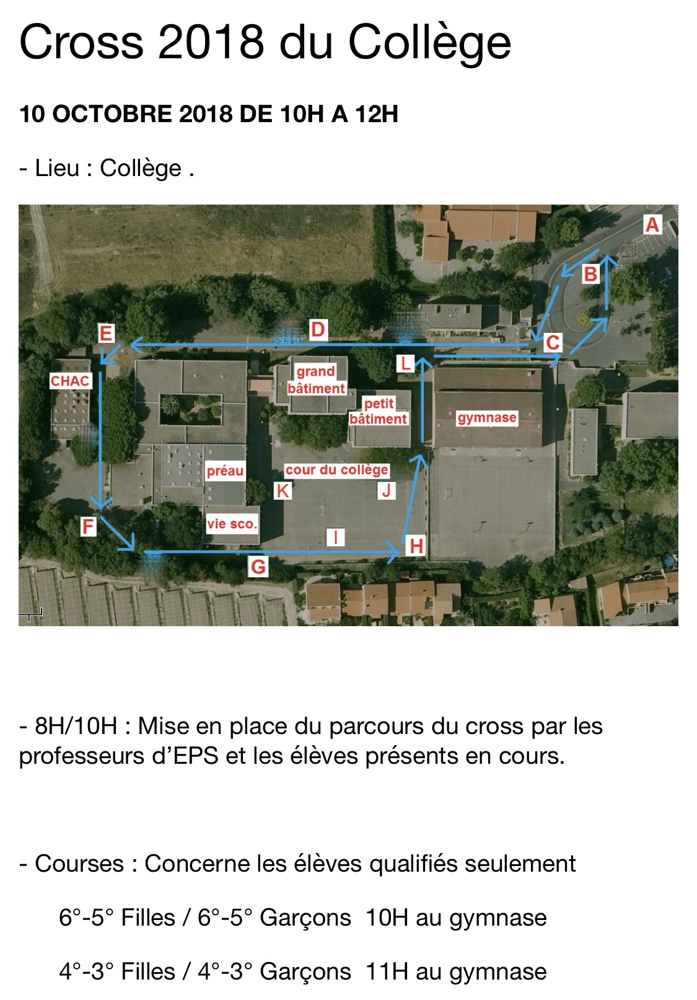 Cross 2018 du Collège
10 OCTOBRE 2018 DE 10H A 12H
- Lieu : Collège .
A
B
D
E
C
L
CHAC
grand
bâtiment
petit
bâtiment
gymnase
préau
cour du collège
K
J
F
vie sco.
I
H
G
- 8H/10H : Mise en place du parcours du cross par les
professeurs d’EPS et les élèves présents en cours.
- Courses : Concerne les élèves qualifiés seulement
6°-5° Filles / 6°-5° Garçons  10H au gymnase
4°-3° Filles / 4°-3° Garçons  11H au gymnase